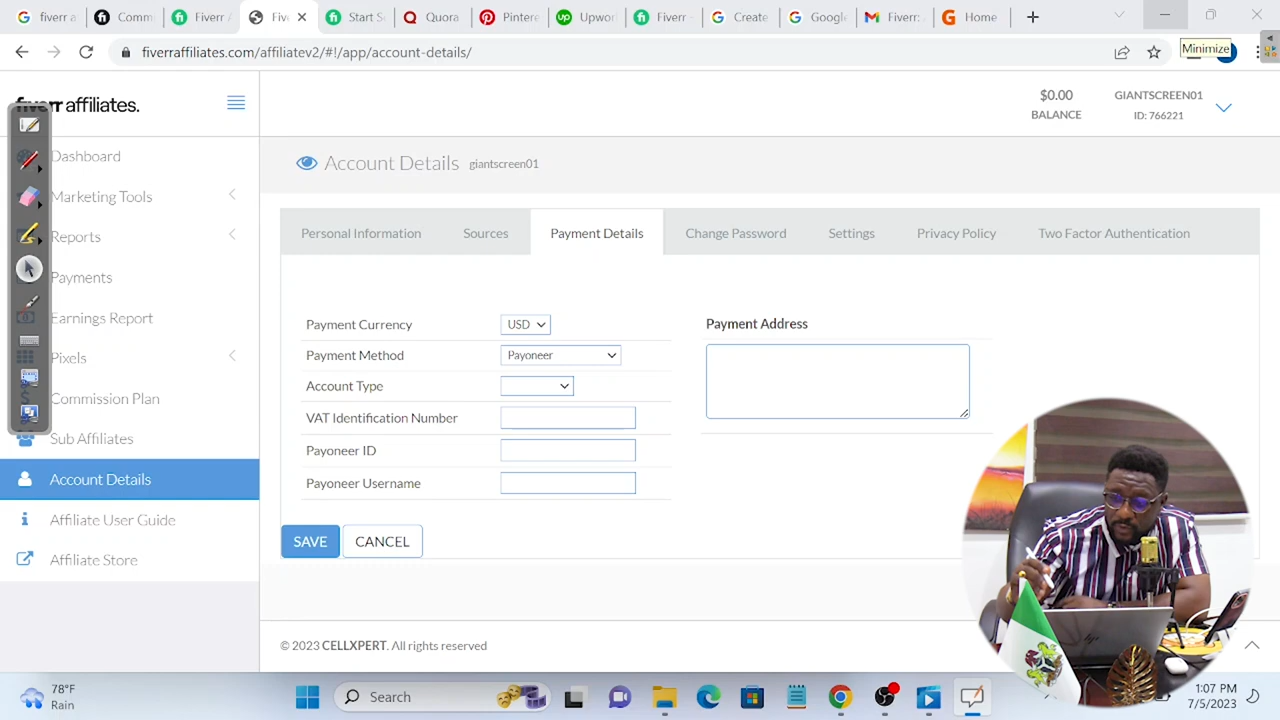 fiverr a
Comm
Fiverr A
Five
Start S
Quora
Pinter
Upwor
Fiverr -
Create
Google
Gmail
Fiverr:
Home
fiverraffiliates.com/affiliatev2/#!/app/account-details/
Minimize
fiverr affiliates.
$0.00
BALANCE
GIANTSCREEN01
ID: 766221
Dashboard
Marketing Tools
Reports
Payments
Earnings Report
Pixels
Commission Plan
Sub Affiliates
Account Details
Affiliate User Guide
Affiliate Store
Account Details giantscreen01
Personal Information
Sources
Payment Details
Change Password
Settings
Privacy Policy
Two Factor Authentication
Payment Currency USD
Payment Method Payoneer
Account Type
VAT Identification Number
Payoneer ID
Payoneer Username
Payment Address
SAVE
CANCEL
© 2023 CELLXPERT. All rights reserved
78°F
Rain
Search
1:07 PM
7/5/2023